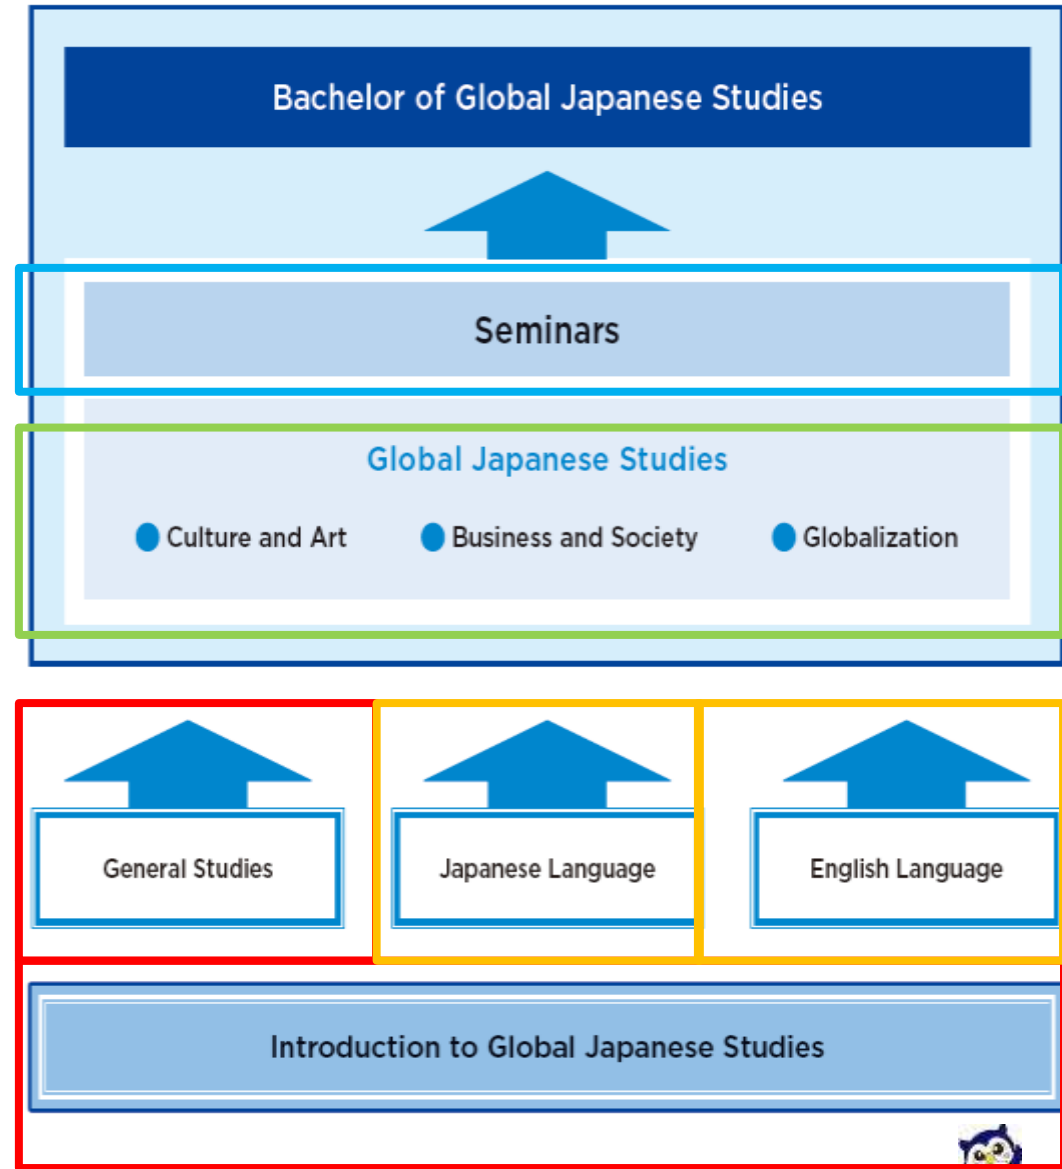 Bachelor of Global Japanese Studies
Seminars
Global Japanese Studies
Culture and Art
Business and Society
Globalization
General Studies
Japanese Language
English Language
Introduction to Global Japanese Studies